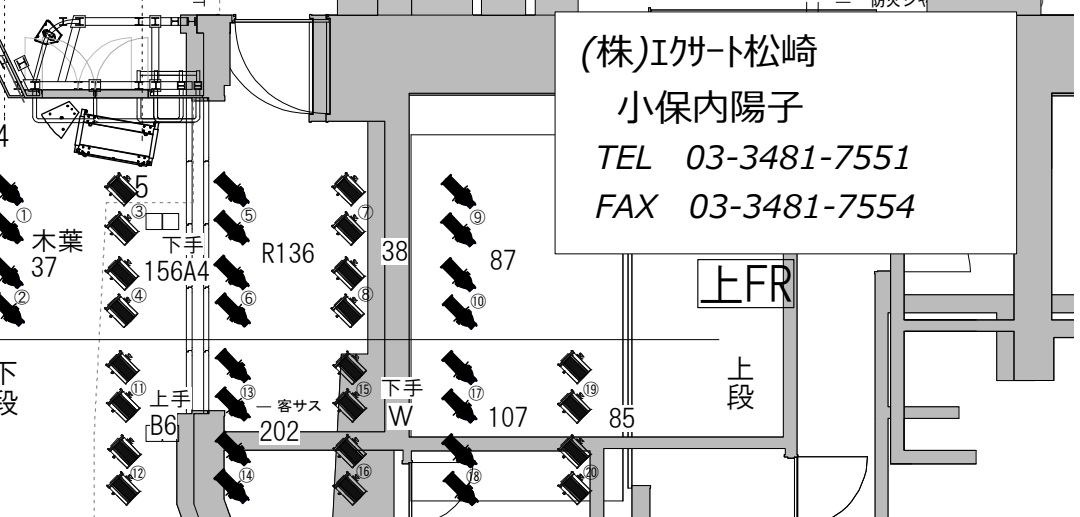 (株)ｴｸｻｰﾄ松崎
小保内陽子
TEL 03-3481-7551
FAX 03-3481-7554
上FR
4
5
①
③
⑤
⑦
⑨
木葉
37
下手
156A4
R136
38
87
②
④
⑥
⑧
⑩
下段
上段
⑪
⑬
⑮
⑰
⑲
上手
B6
― 客サス
202
下手
W
107
85
⑫
⑭
⑯
⑱
⑳